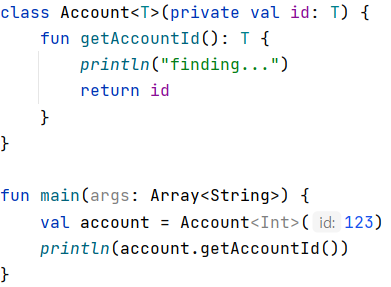 class Account<T>(private val id: T) {
    fun getAccountId(): T {
        println("finding...")
        return id
    }
}

fun main(args: Array<String>) {
    val account = Account<Int>( id: 123)
    println(account.getAccountId())
}